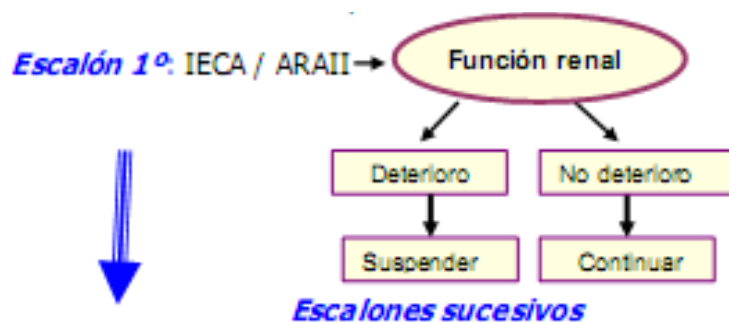 Escalón 1º: IECA / ARAII
Función renal
Deterioro
No deterioro
Suspender
Continuar
Escalones sucesivos